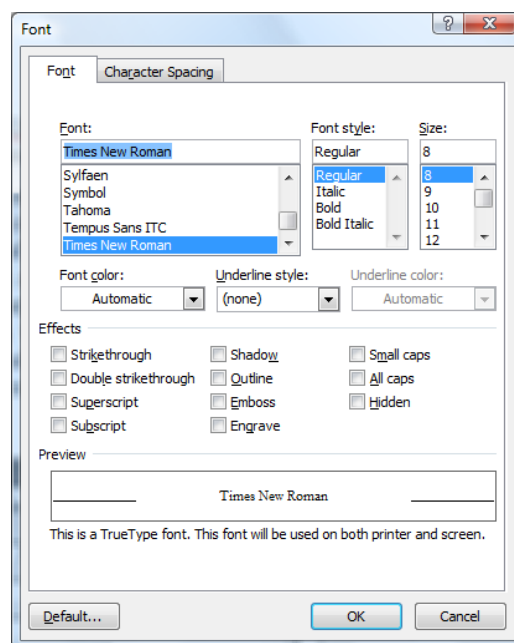 Font
Font Character Spacing
Font: Font style: Size:
Times New Roman Regular 8
Sylfaen Regular 8
Symbol Italic 9
Tahoma Bold 10
Tempus Sans ITC Bold Italic 11
Times New Roman 12
Font color: Underline style: Underline color:
Automatic (none) Automatic
Effects
Strikethrough Shadow Small caps
Double strikethrough Outline All caps
Superscript Emboss Hidden
Subscript Engrave
Preview
Times New Roman
This is a TrueType font. This font will be used on both printer and screen.
Default... OK Cancel